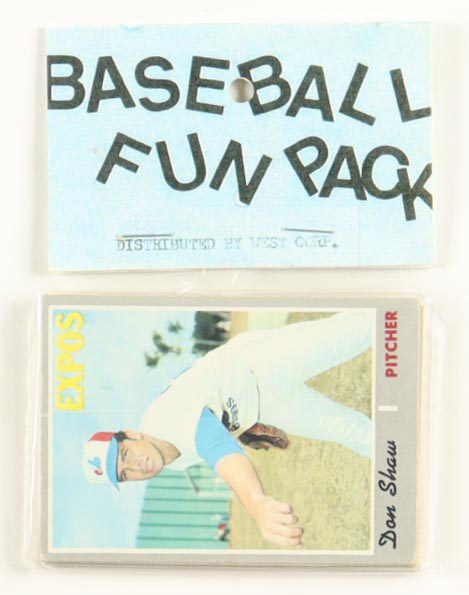 BASEBALL
FUN PACK
DISTRIBUTED BY WEST CORP.
EXPOS
PITCHER
Don Shaw